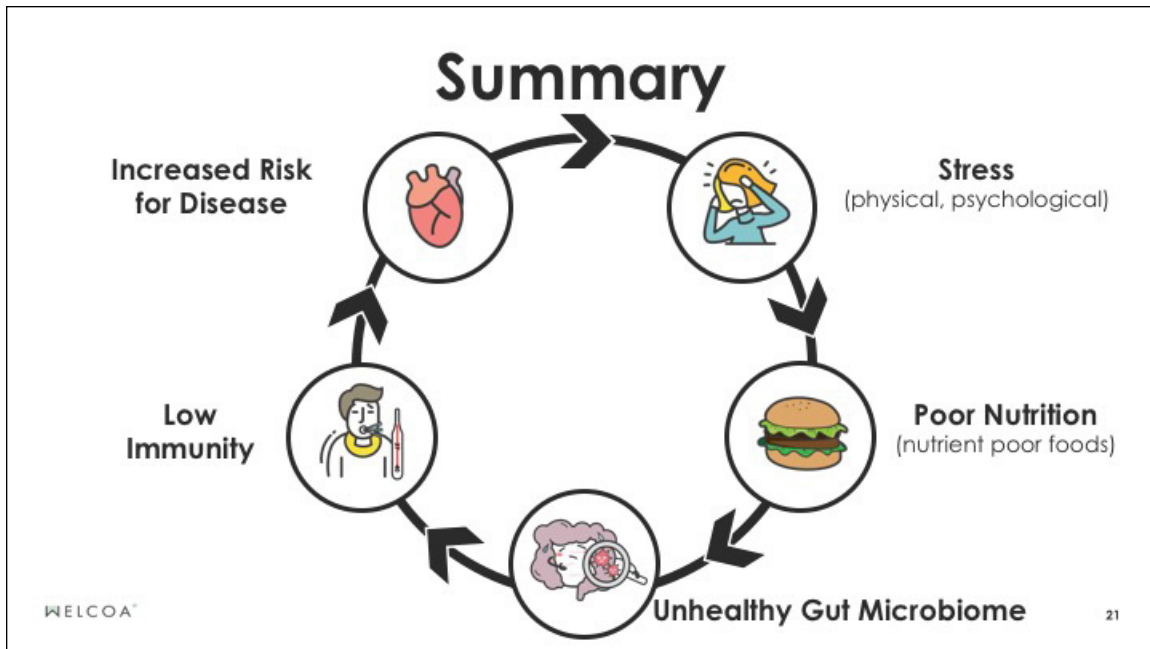 Summary
Increased Risk
for Disease
Stress
(physical, psychological)
Low
Immunity
Poor Nutrition
(nutrient poor foods)
Unhealthy Gut Microbiome
WELCOA®
21